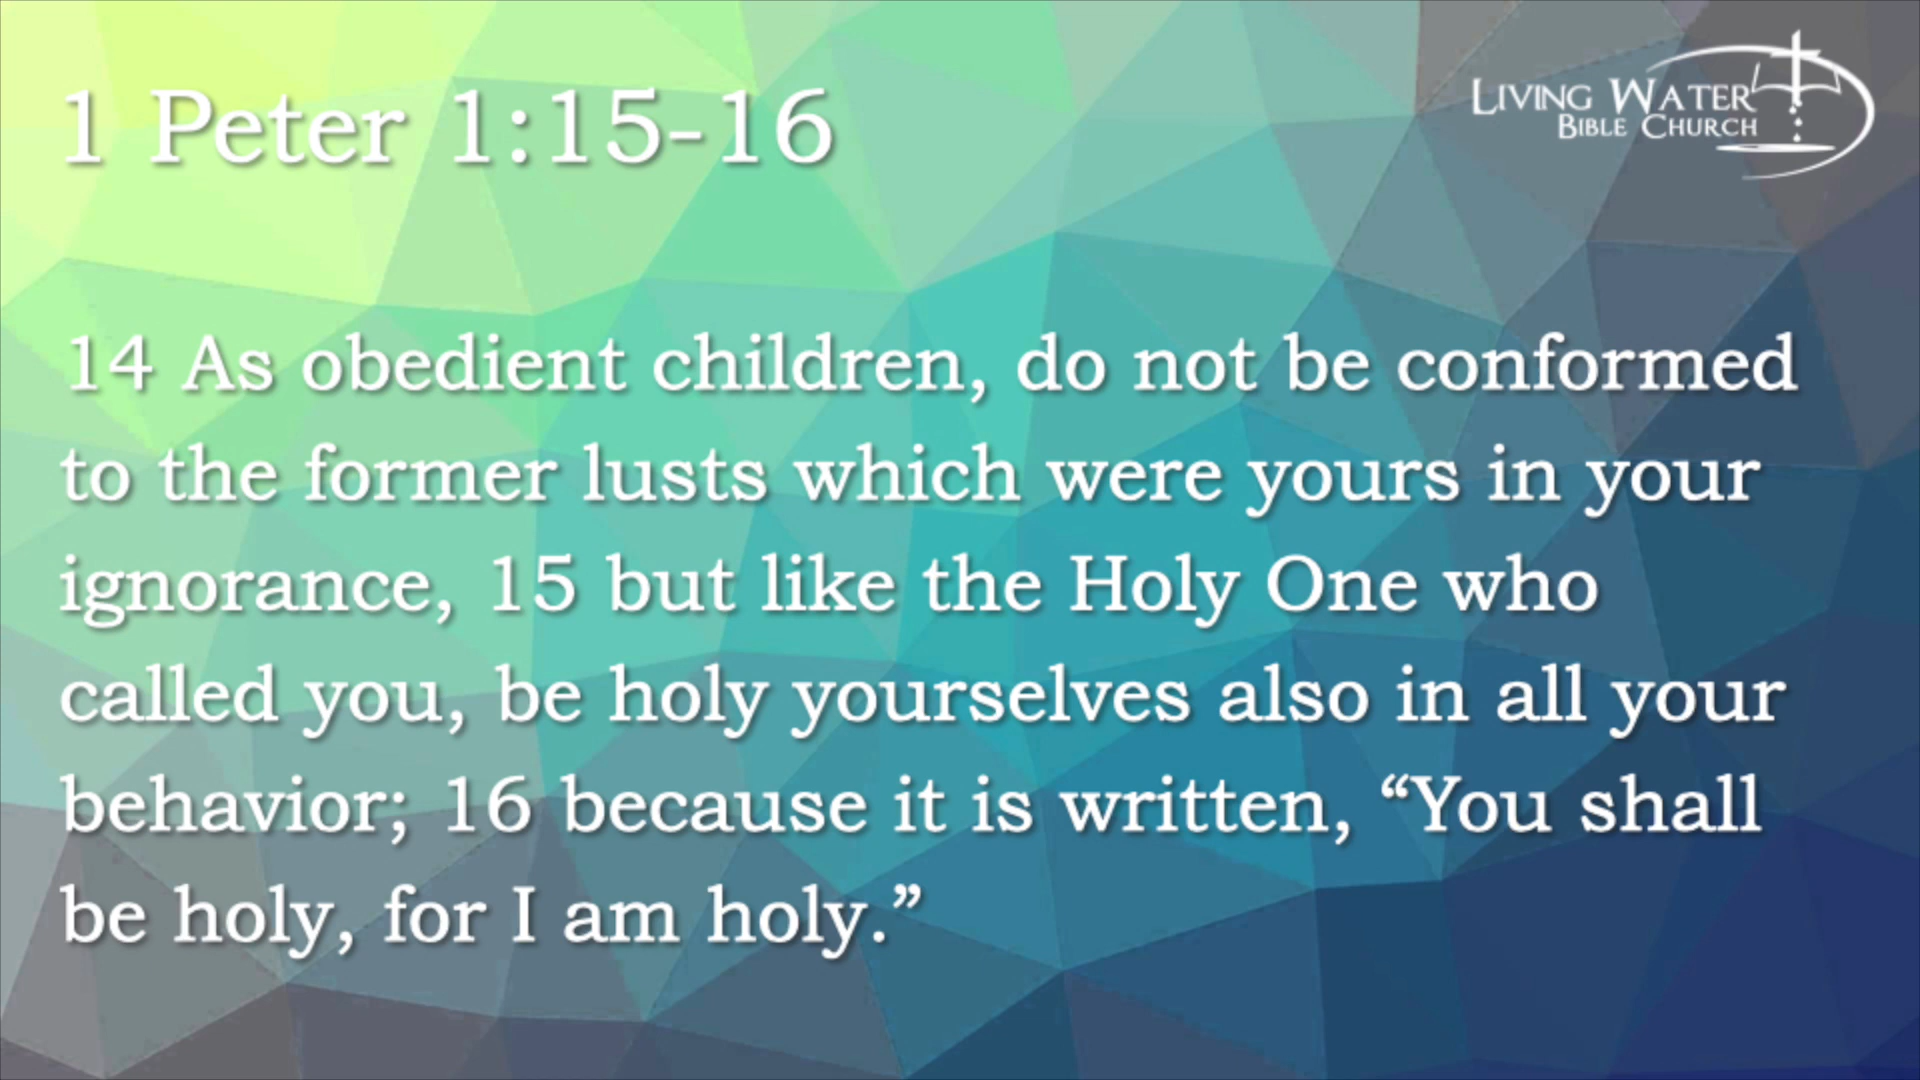 1 Peter 1:15-16
LIVING WATER
BIBLE CHURCH
14 As obedient children, do not be conformed
to the former lusts which were yours in your
ignorance, 15 but like the Holy One who
called you, be holy yourselves also in all your
behavior; 16 because it is written, “You shall
be holy, for I am holy.”